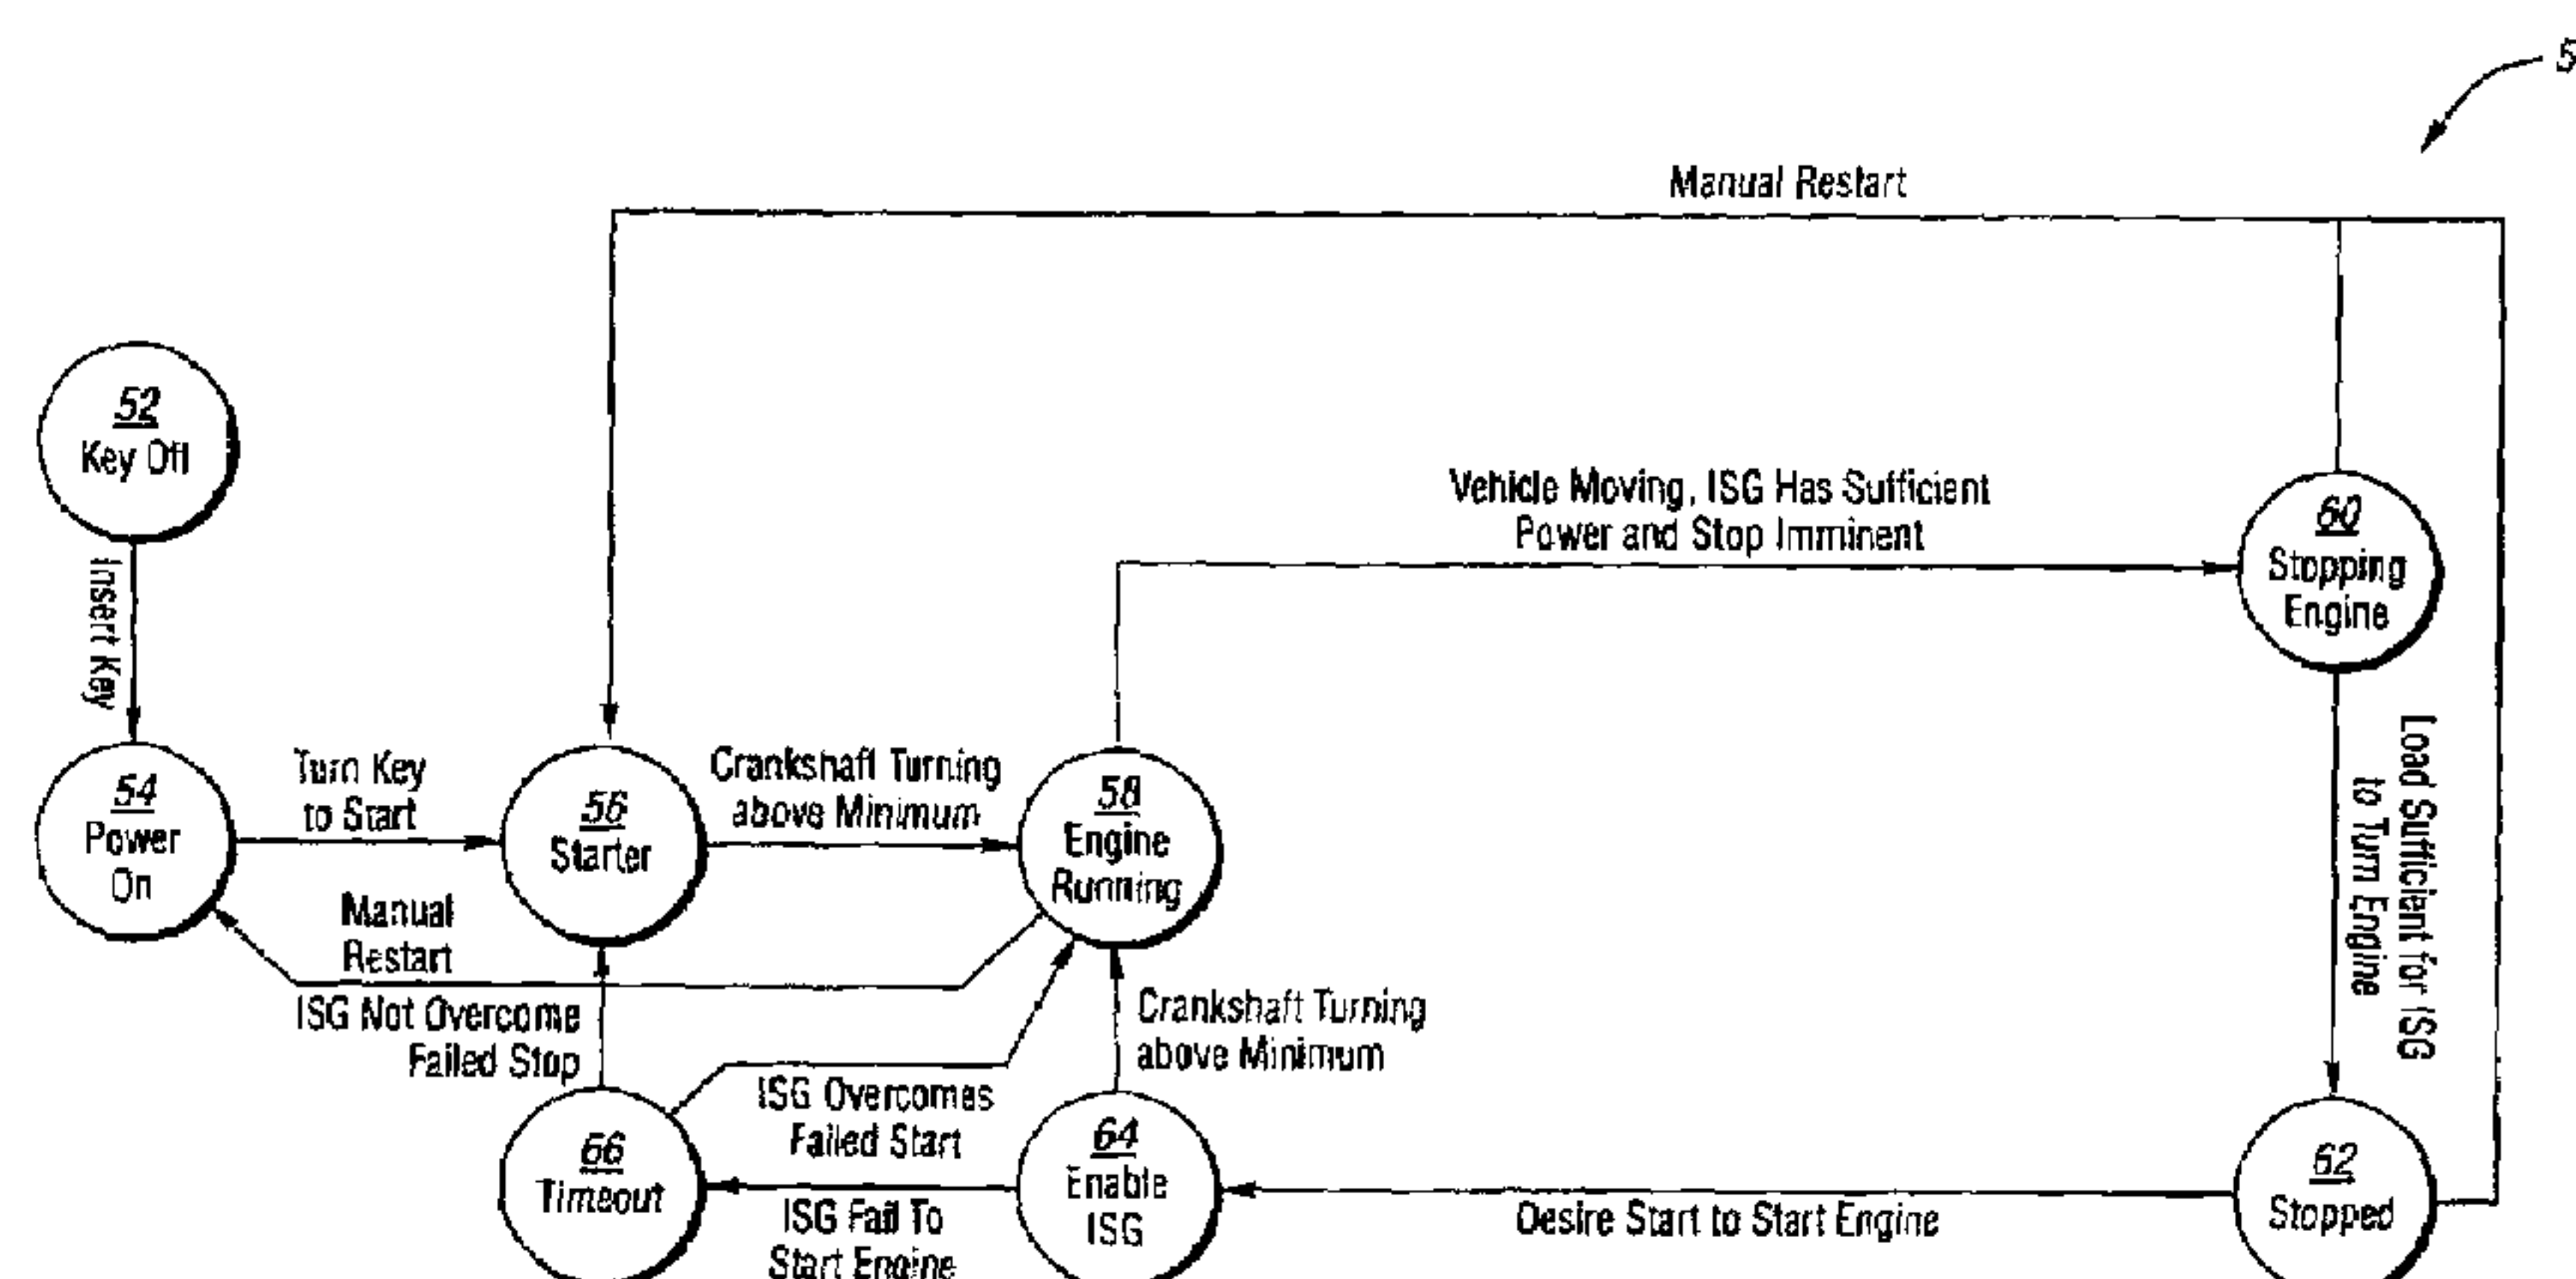 5
Manual Restart
52
Key Off
Insert Key
Vehicle Moving, ISG Has Sufficient
Power and Stop Imminent
60
Stopping
Engine
Load Sufficient for ISG
to Turn Engine
54
Power
On
Turn Key
to Start
56
Starter
Crankshaft Turning
above Minimum
58
Engine
Running
Manual
Restart
ISG Not Overcome
Failed Stop
Crankshaft Turning
above Minimum
ISG Overcomes
Failed Start
66
Timeout
ISG Fail To
Start Engine
64
Enable
ISG
Desire Start to Start Engine
62
Stopped